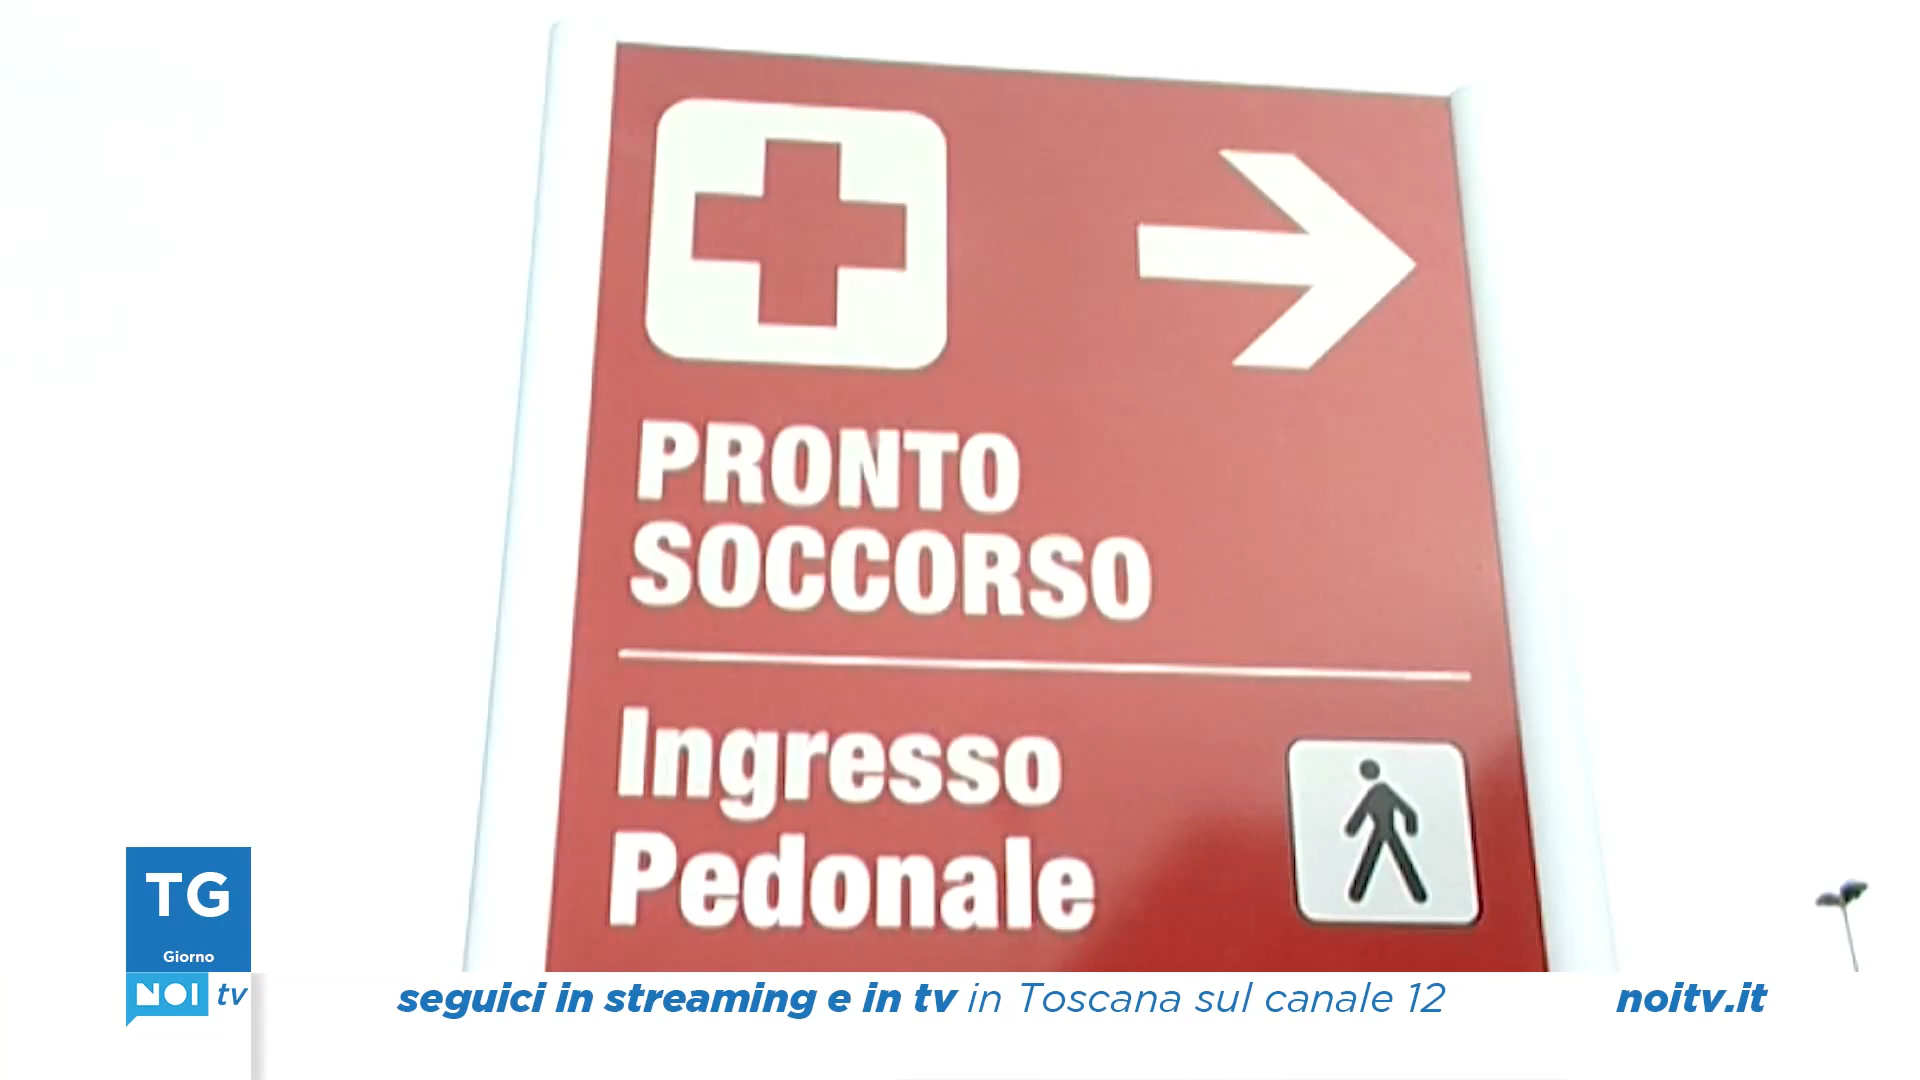 PRONTO
SOCCORSO
Ingresso
Pedonale
TG
Giorno
NOI tv
seguici in streaming e in tv in Toscana sul canale 12
noitv.it